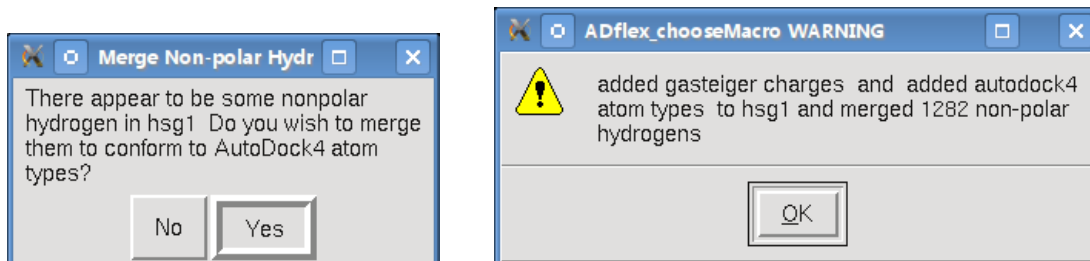 Merge Non-polar Hydr
There appear to be some nonpolar
hydrogen in hsg1 Do you wish to merge
them to conform to AutoDock4 atom
types?
No
Yes
ADflex_chooseMacro WARNING
added gasteiger charges and added autodock4
atom types to hsg1 and merged 1282 non-polar
hydrogens
OK